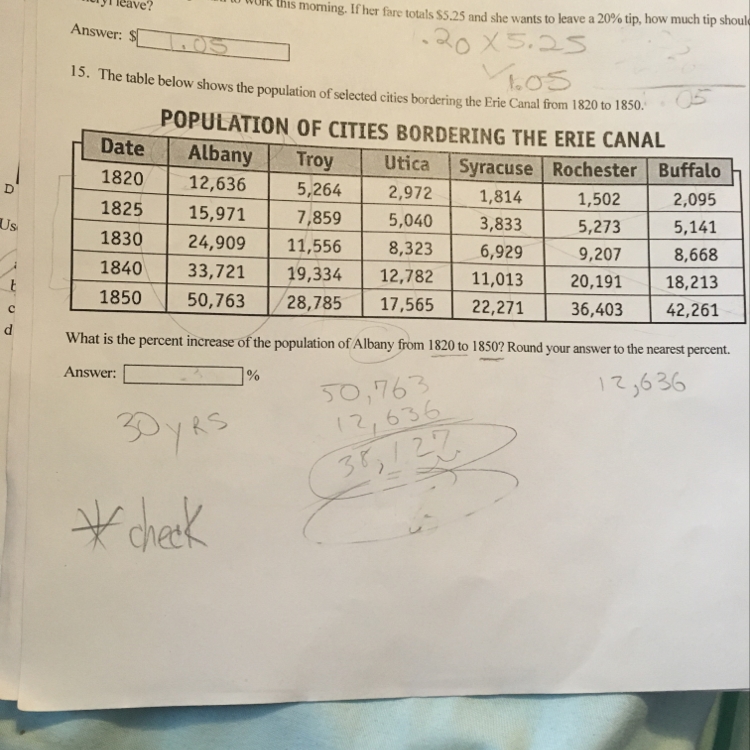 work this morning. If her fare totals $5.25 and she wants to leave a 20% tip, how much tip
leave?
Answer: $ 1.05
.20 X 5.25
1.05
.05
15. The table below shows the population of selected cities bordering the Erie Canal from 1820 to 1850.
POPULATION OF CITIES BORDERING THE ERIE CANAL
Date Albany Troy Utica Syracuse Rochester Buffalo
1820 12,636 5,264 2,972 1,814 1,502 2,095
1825 15,971 7,859 5,040 3,833 5,273 5,141
1830 24,909 11,556 8,323 6,929 9,207 8,668
1840 33,721 19,334 12,782 11,013 20,191 18,213
1850 50,763 28,785 17,565 22,271 36,403 42,261
D
Us
c
d
What is the percent increase of the population of Albany from 1820 to 1850? Round your answer to the nearest percent.
Answer: %
50,763
12,636
12,636
30 yrs
38,127
* check